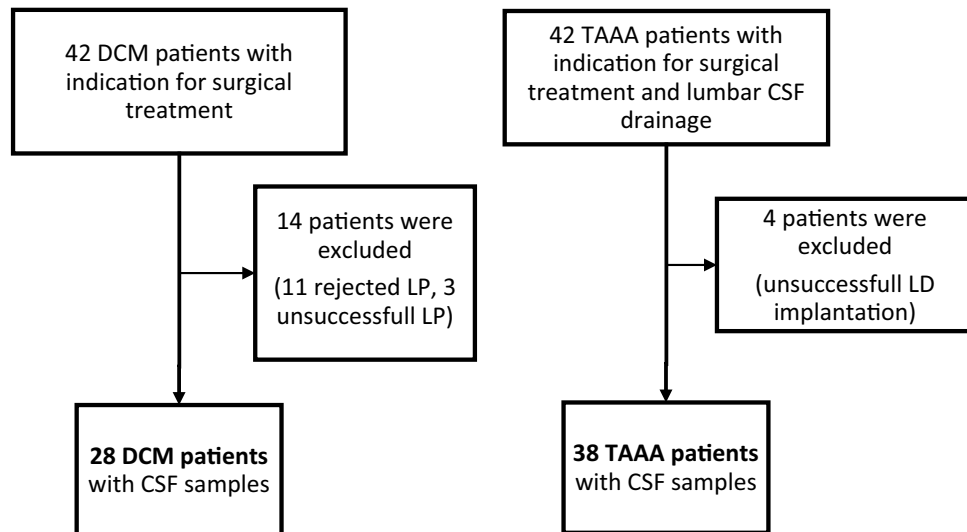 42 DCM patients with
indication for surgical
treatment
14 patients were
excluded
(11 rejected LP, 3
unsuccessfull LP)
28 DCM patients
with CSF samples
42 TAAA patients with
indication for surgical
treatment and lumbar CSF
drainage
4 patients were
excluded
(unsuccessfull LD
implantation)
38 TAAA patients
with CSF samples